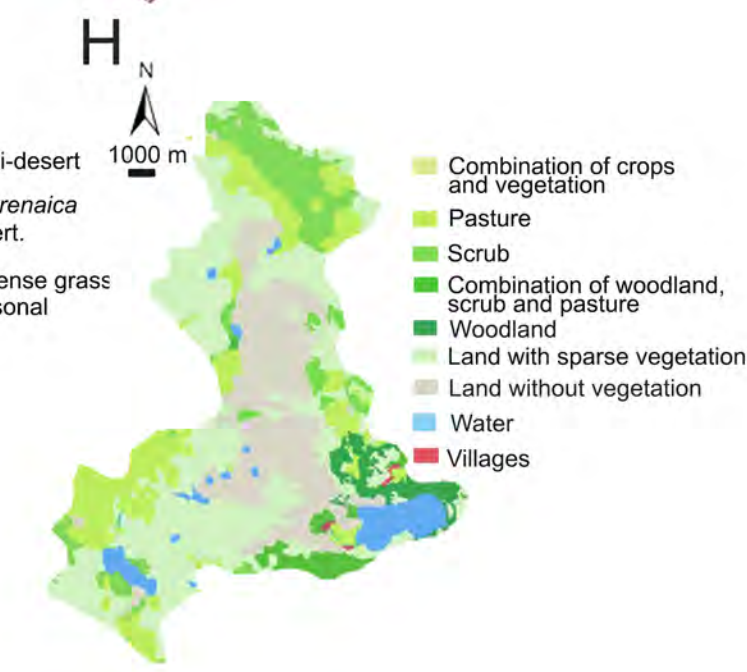 H
N
1000 m
i-desert
renaica
rt.
ense grass
sonal
Combination of crops
and vegetation
Pasture
Scrub
Combination of woodland,
scrub and pasture
Woodland
Land with sparse vegetation
Land without vegetation
Water
Villages